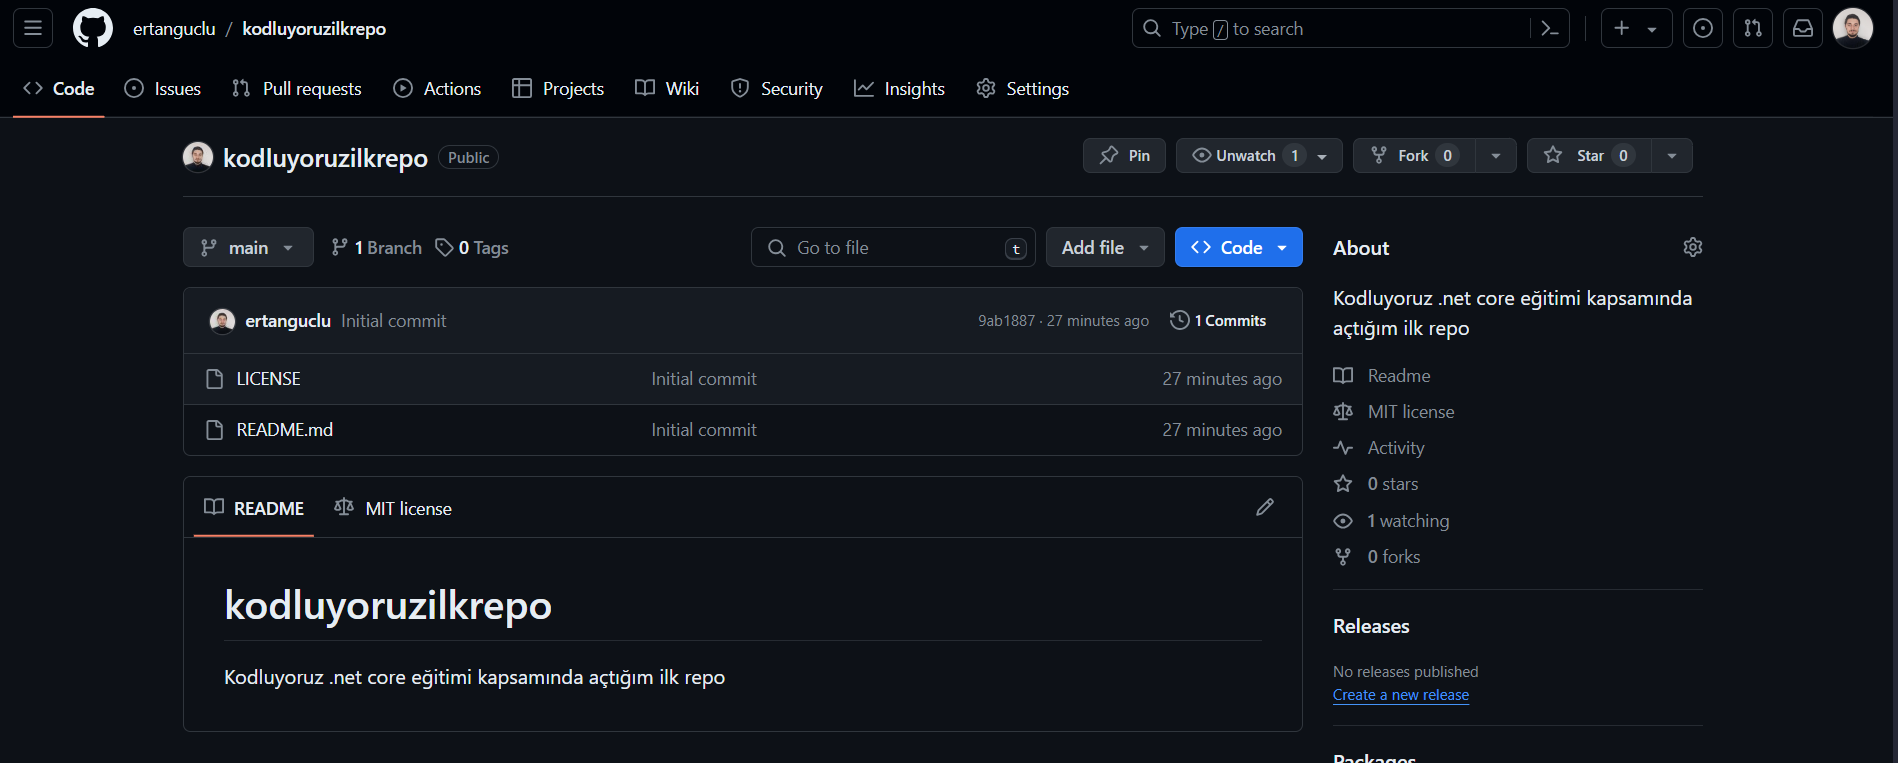 ertanguclu / kodluyoruzilkrepo
Type / to search
Code Issues Pull requests Actions Projects Wiki Security Insights Settings
kodluyoruzilkrepo Public
Pin Unwatch 1 Fork 0 Star 0
main 1 Branch 0 Tags
Go to file t Add file Code
ertanguclu Initial commit 9ab1887 · 27 minutes ago 1 Commits
LICENSE Initial commit 27 minutes ago
README.md Initial commit 27 minutes ago
README MIT license
kodluyoruzilkrepo
Kodluyoruz .net core eğitimi kapsamında açtığım ilk repo
About
Kodluyoruz .net core eğitimi kapsamında
açtığım ilk repo
Readme
MIT license
Activity
0 stars
1 watching
0 forks
Releases
No releases published
Create a new release
Packages